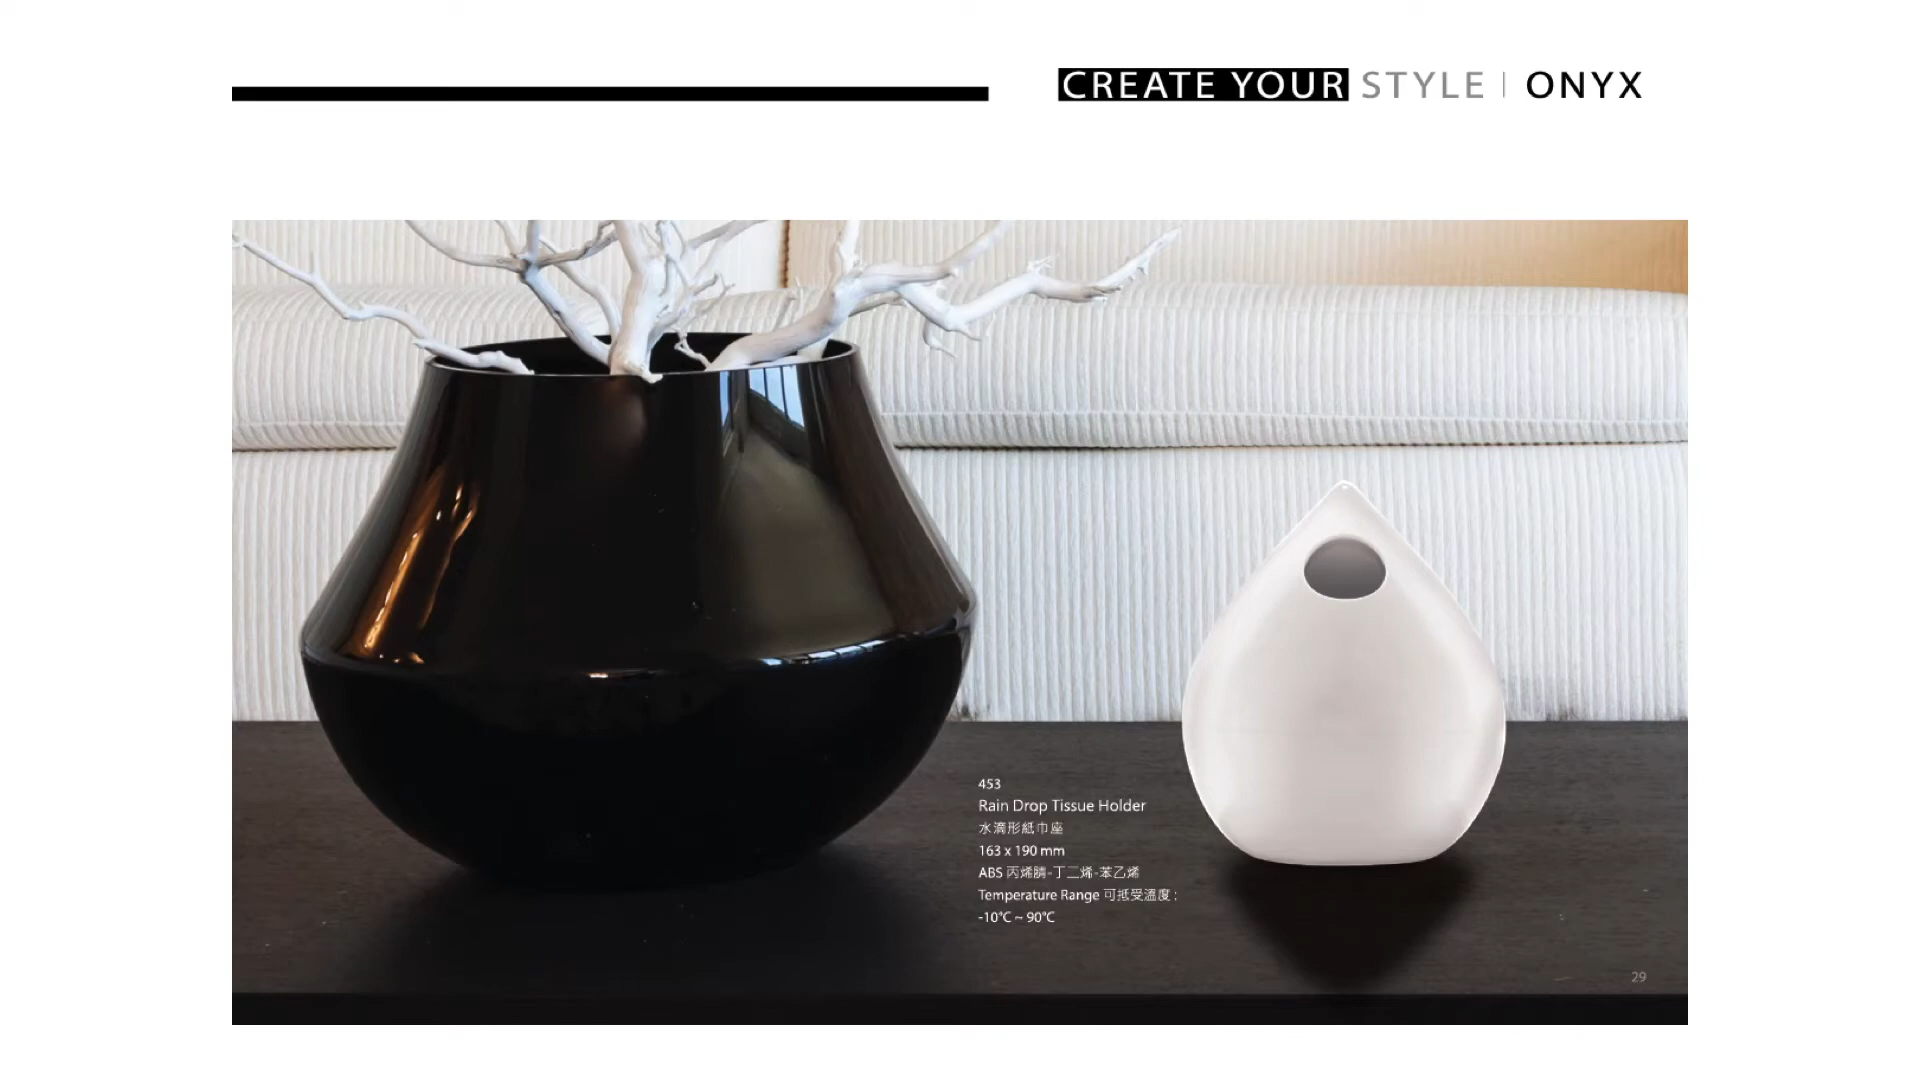 CREATE YOUR STYLE | ONYX
453
Rain Drop Tissue Holder
水滴形紙巾座
163 x 190 mm
ABS 丙烯腈-丁二烯-苯乙烯
Temperature Range 可抵受溫度 :
-10°C ~ 90°C
29